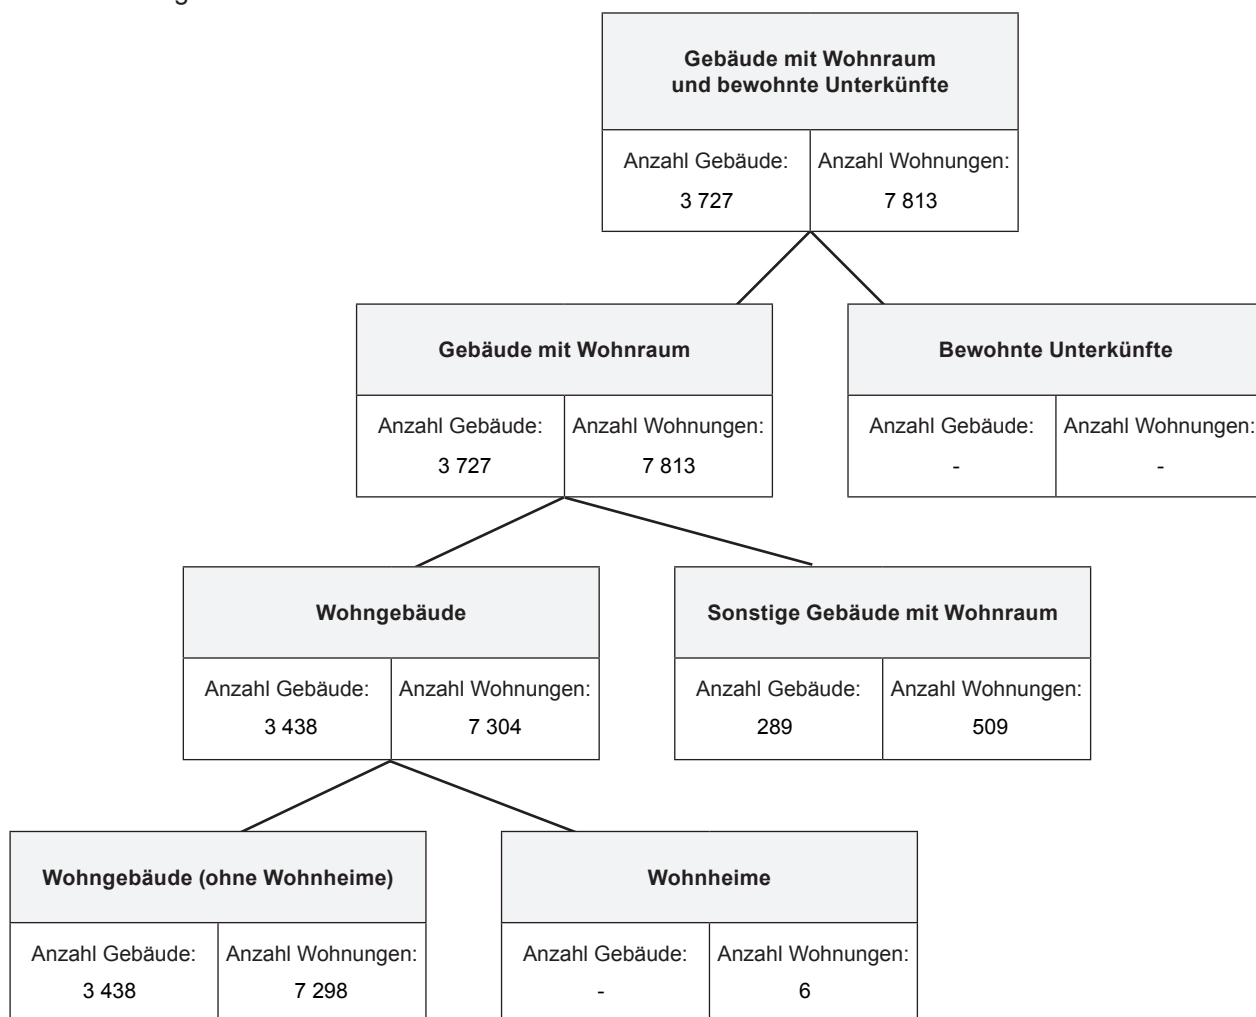 Gebäude mit Wohnraum
und bewohnte Unterkünfte
Anzahl Gebäude: Anzahl Wohnungen:
3 727 7 813
Gebäude mit Wohnraum Bewohnte Unterkünfte
Anzahl Gebäude: Anzahl Wohnungen: Anzahl Gebäude: Anzahl Wohnungen:
3 727 7 813 - -
Wohngebäude Sonstige Gebäude mit Wohnraum
Anzahl Gebäude: Anzahl Wohnungen: Anzahl Gebäude: Anzahl Wohnungen:
3 438 7 304 289 509
Wohngebäude (ohne Wohnheime) Wohnheime
Anzahl Gebäude: Anzahl Wohnungen: Anzahl Gebäude: Anzahl Wohnungen:
3 438 7 298 - 6